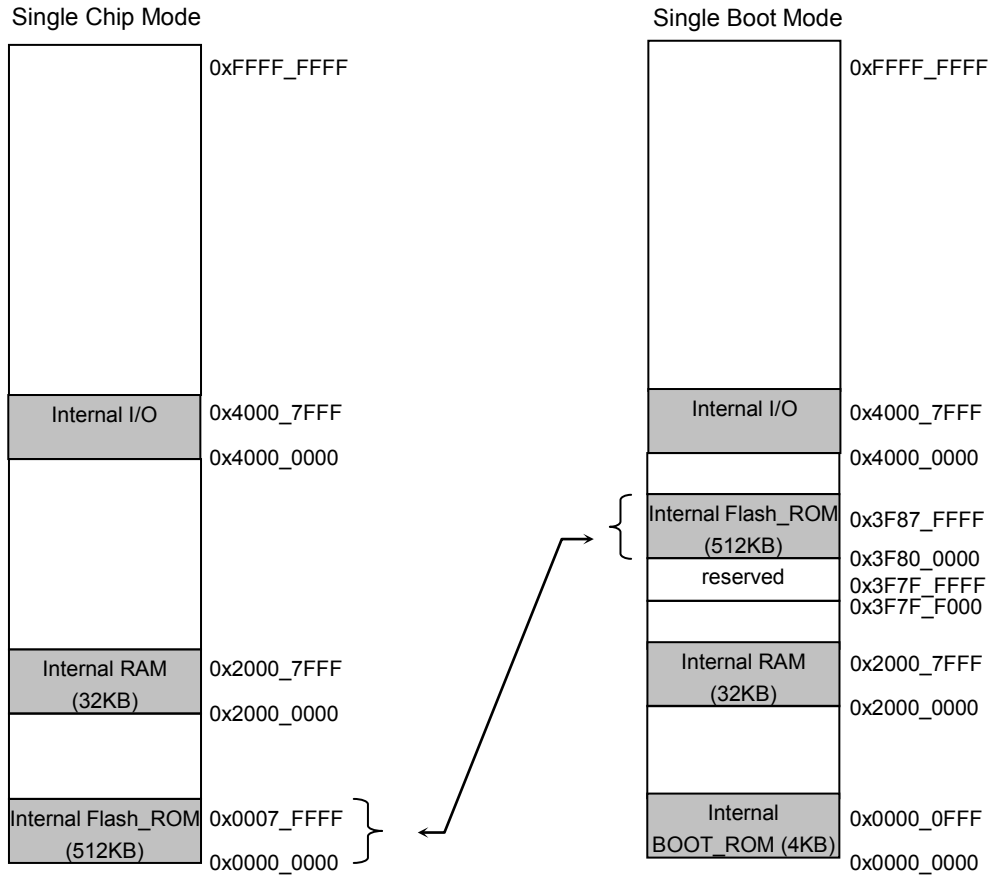 Single Chip Mode
0xFFFF_FFFF
Internal I/O
0x4000_7FFF
0x4000_0000
Internal RAM
(32KB)
0x2000_7FFF
0x2000_0000
Internal Flash_ROM
(512KB)
0x0007_FFFF
0x0000_0000
Single Boot Mode
0xFFFF_FFFF
Internal I/O
0x4000_7FFF
0x4000_0000
Internal Flash_ROM
(512KB)
0x3F87_FFFF
0x3F80_0000
reserved
0x3F7F_FFFF
0x3F7F_F000
Internal RAM
(32KB)
0x2000_7FFF
0x2000_0000
Internal
BOOT_ROM (4KB)
0x0000_0FFF
0x0000_0000